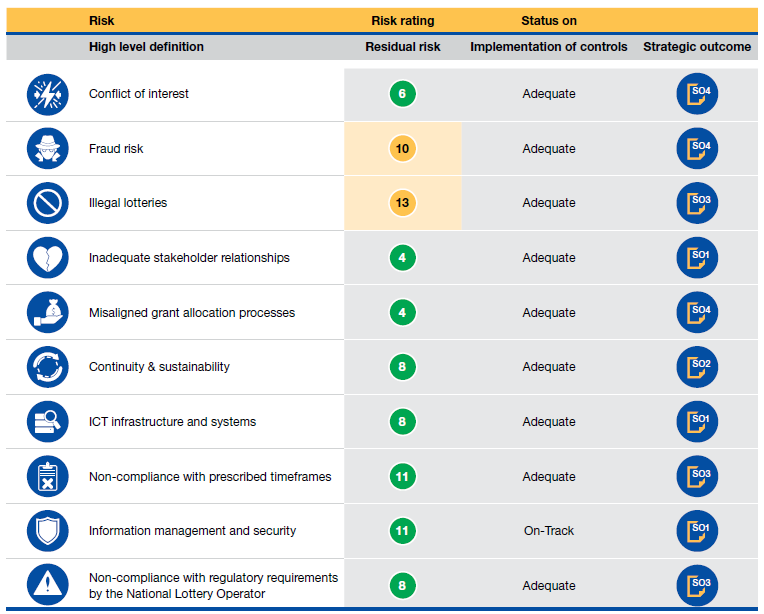 Risk Risk rating Status on
High level definition Residual risk Implementation of controls Strategic outcome
Conflict of interest 6 Adequate SO4
Fraud risk 10 Adequate SO4
Illegal lotteries 13 Adequate SO3
Inadequate stakeholder relationships 4 Adequate SO1
Misaligned grant allocation processes 4 Adequate SO4
Continuity & sustainability 8 Adequate SO2
ICT infrastructure and systems 8 Adequate SO1
Non-compliance with prescribed timeframes 11 Adequate SO3
Information management and security 11 On-Track SO1
Non-compliance with regulatory requirements
by the National Lottery Operator 8 Adequate SO3